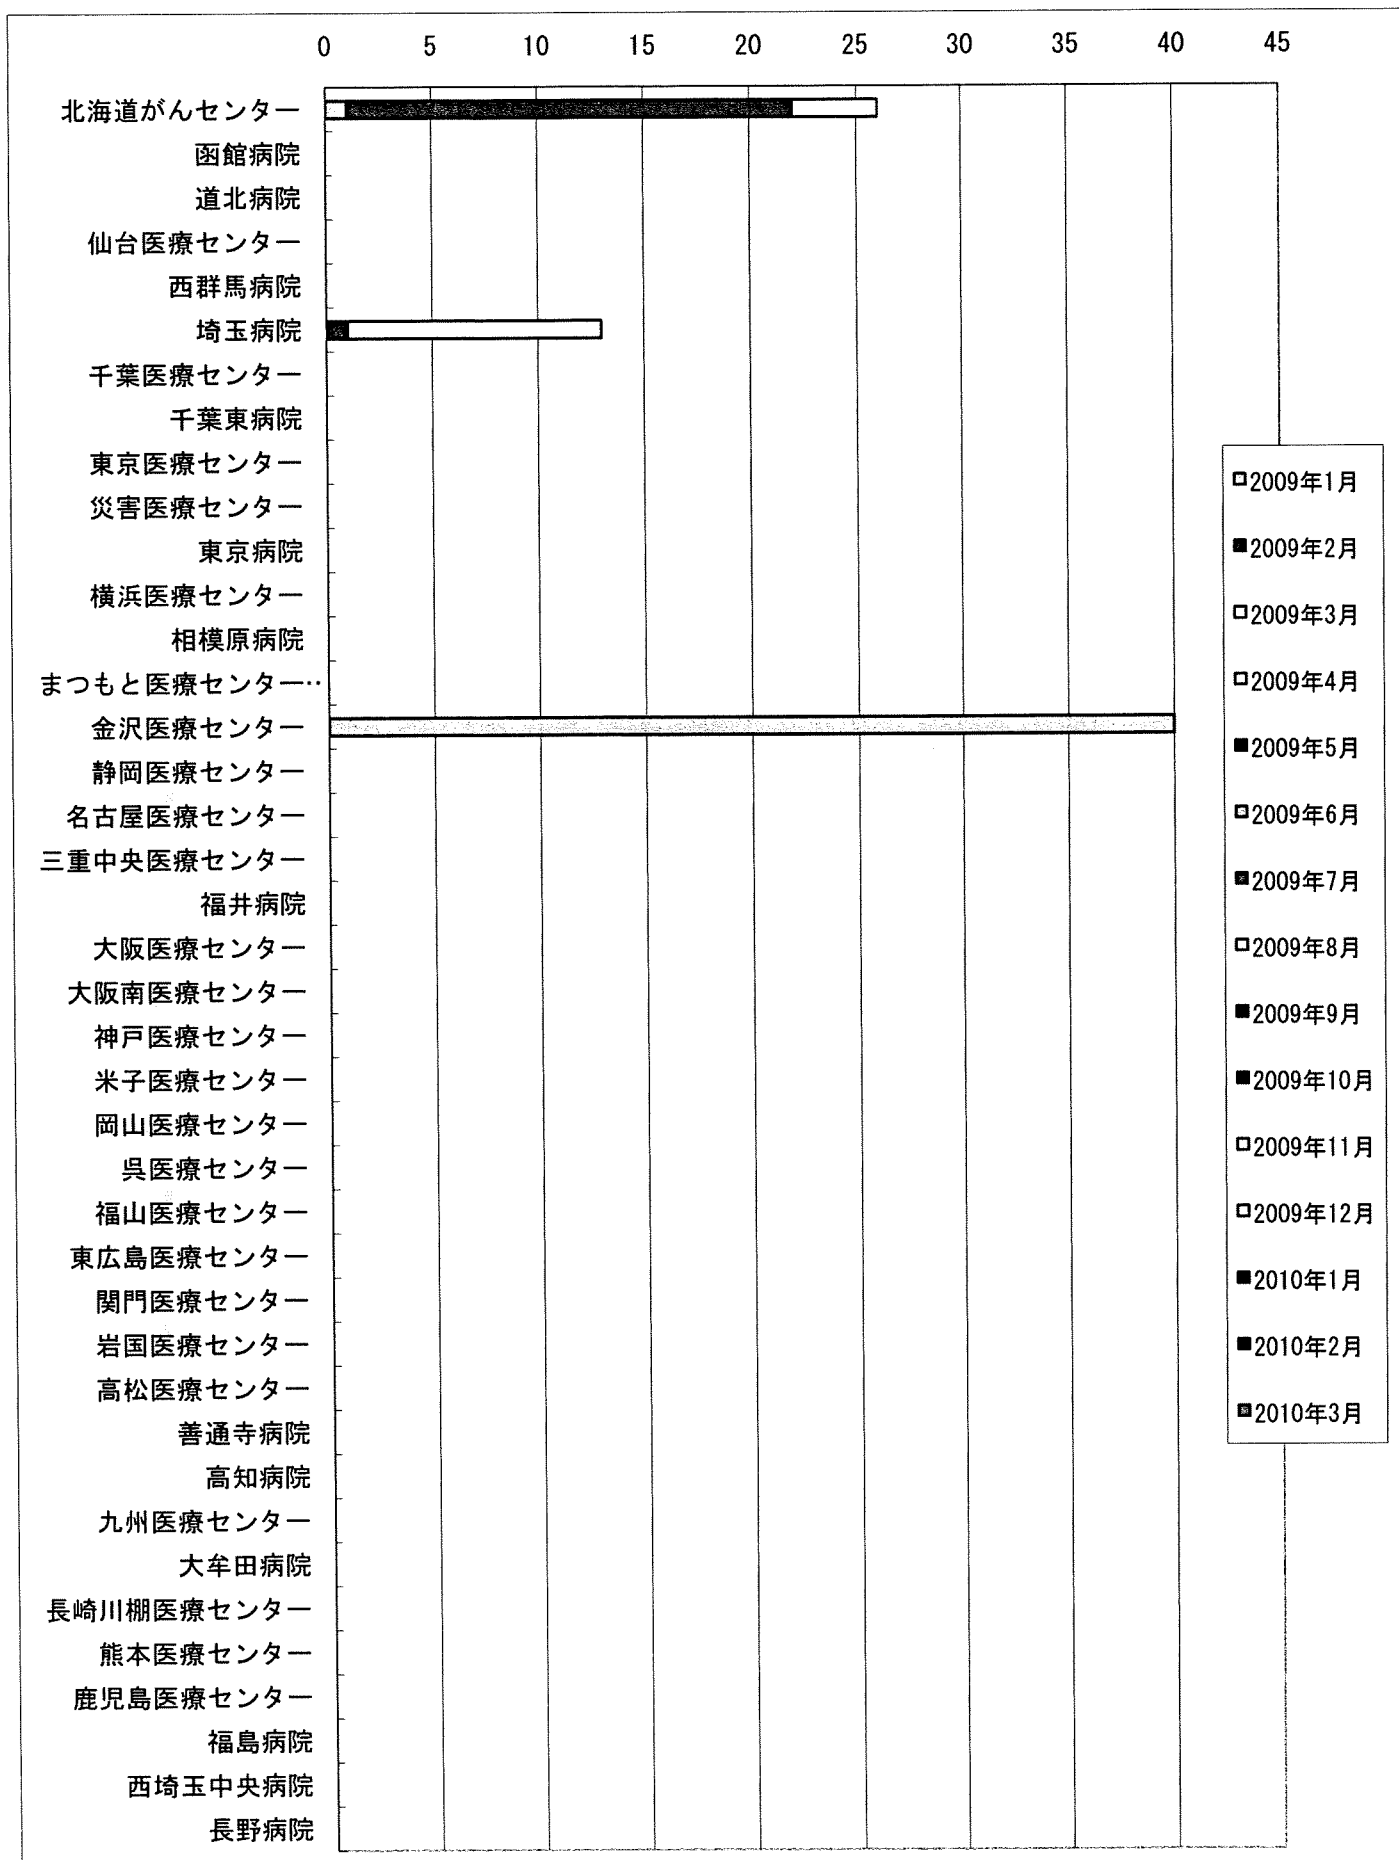 0 5 10 15 20 25 30 35 40 45
北海道がんセンター
函館病院
道北病院
仙台医療センター
西群馬病院
埼玉病院
千葉医療センター
千葉東病院
東京医療センター
災害医療センター
東京病院
横浜医療センター
相模原病院
まつもと医療センター‥
金沢医療センター
静岡医療センター
名古屋医療センター
三重中央医療センター
福井病院
大阪医療センター
大阪南医療センター
神戸医療センター
米子医療センター
岡山医療センター
呉医療センター
福山医療センター
東広島医療センター
関門医療センター
岩国医療センター
高松医療センター
善通寺病院
高知病院
九州医療センター
大牟田病院
長崎川棚医療センター
熊本医療センター
鹿児島医療センター
福島病院
西埼玉中央病院
長野病院
2009年1月
2009年2月
2009年3月
2009年4月
2009年5月
2009年6月
2009年7月
2009年8月
2009年9月
2009年10月
2009年11月
2009年12月
2010年1月
2010年2月
2010年3月